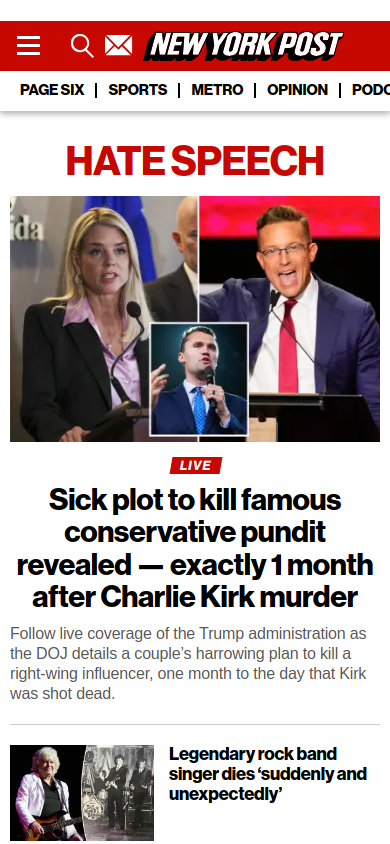 NEW YORK POST
PAGE SIX | SPORTS | METRO | OPINION | PODC
HATE SPEECH
ida
LIVE
Sick plot to kill famous
conservative pundit
revealed — exactly 1 month
after Charlie Kirk murder
Follow live coverage of the Trump administration as
the DOJ details a couple's harrowing plan to kill a
right-wing influencer, one month to the day that Kirk
was shot dead.
Legendary rock band
singer dies ‘suddenly and
unexpectedly’